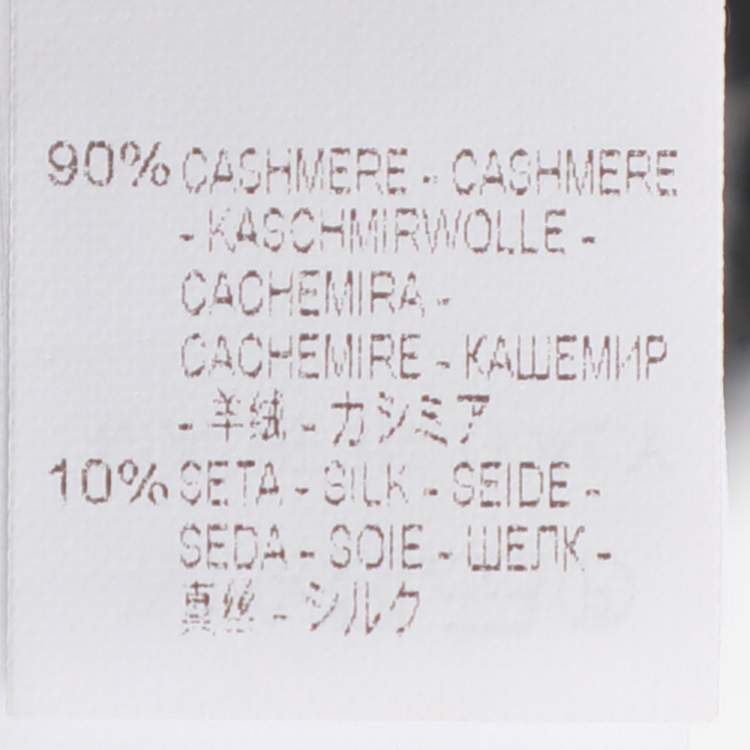 90% CASHMERE - CASHMERE
- KASCHMIRWOLLE -
CACHEMIRA -
CACHEMIRE - КАШЕМИР
- 羊绒 - カシミア
10% SETA - SILK - SEIDE -
SEDA - SOIE - ШЕЛК -
真丝 - シルク